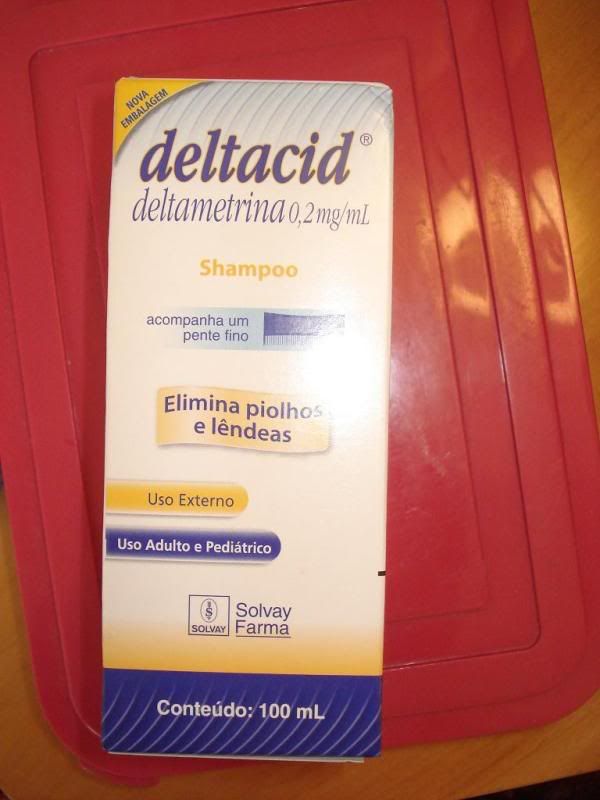 NOVA
EMBALAGEM
deltacid®
deltametrina 0,2 mg/mL
Shampoo
acompanha um
pente fino
Elimina piolhos
e lêndeas
Uso Externo
Uso Adulto e Pediátrico
SOLVAY
Solvay
Farma
Conteúdo: 100 mL